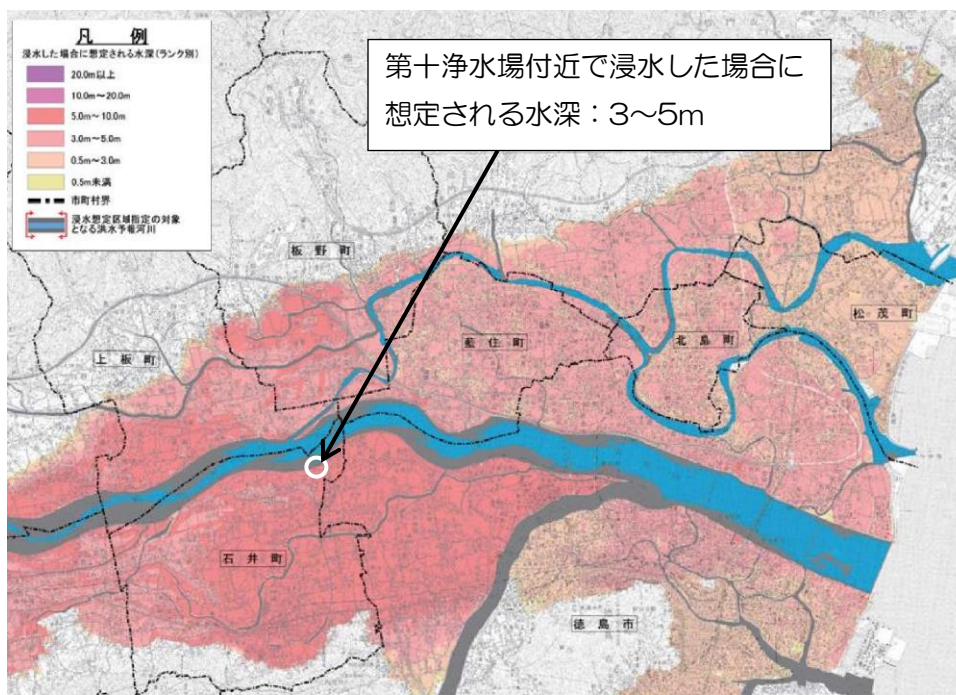 凡　例
浸水した場合に想定される水深(ランク別)
20.0m以上
10.0m～20.0m
5.0m～10.0m
3.0m～5.0m
0.5m～3.0m
0.5m未満
市町村界
浸水想定区域指定の対象
となる洪水予報河川
第十浄水場付近で浸水した場合に
想定される水深：3～5m
板野町
上板町
藍住町
北島町
松茂町
石井町
徳島市